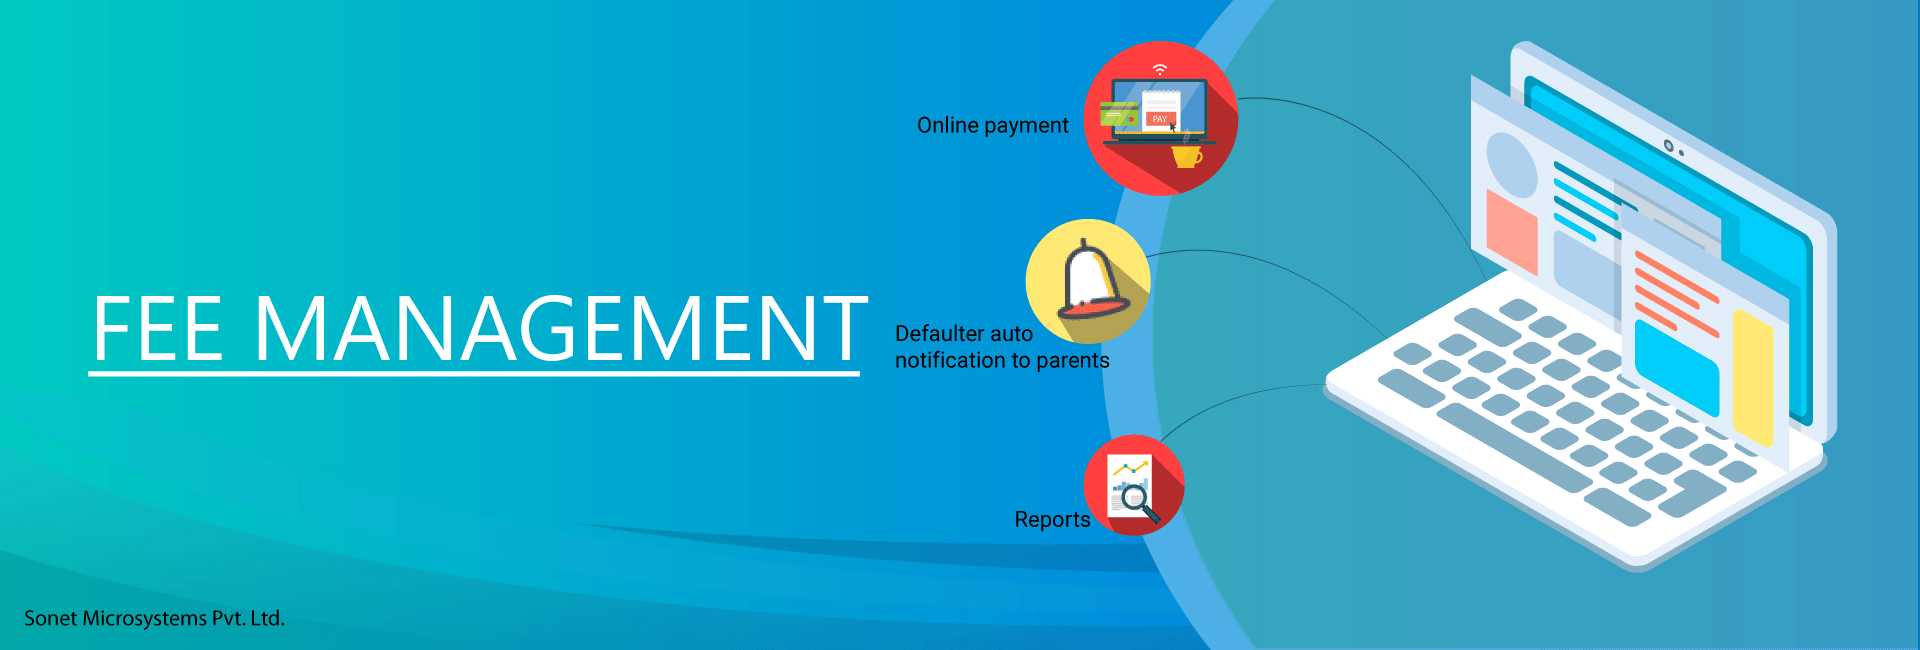 Online payment
PAY
FEE MANAGEMENT
Defaulter auto
notification to parents
Reports
Sonet Microsystems Pvt. Ltd.